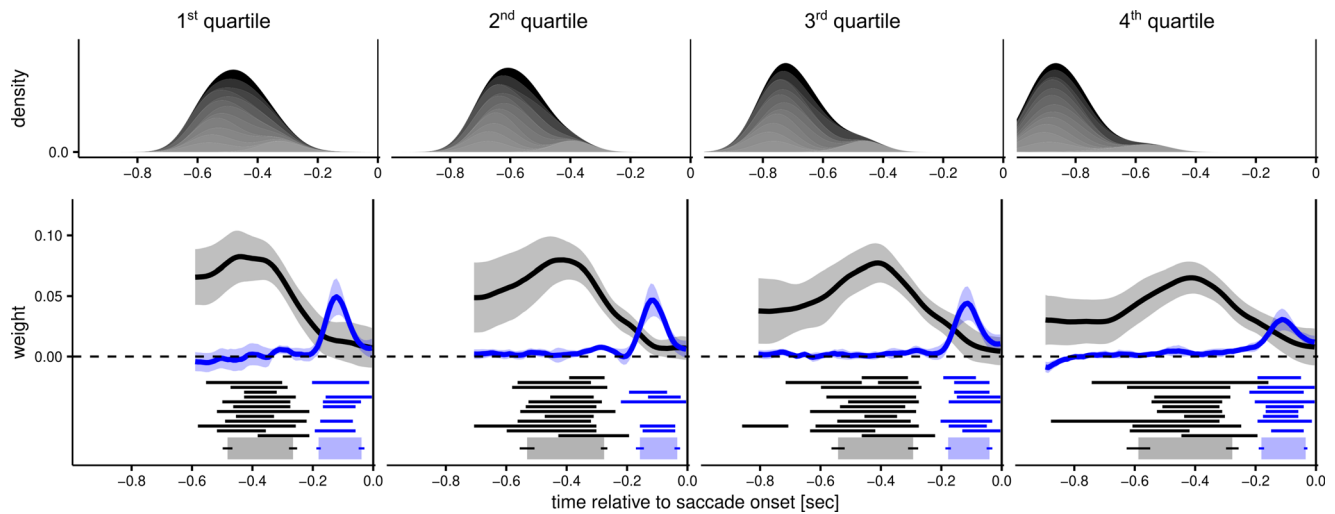 1st quartile 2nd quartile 3rd quartile 4th quartile
density
0.0
−0.8 −0.6 −0.4 −0.2 0 −0.8 −0.6 −0.4 −0.2 0 −0.8 −0.6 −0.4 −0.2 0 −0.8 −0.6 −0.4 −0.2 0
weight
0.10
0.05
0.00
−0.8 −0.6 −0.4 −0.2 0.0 −0.8 −0.6 −0.4 −0.2 0.0 −0.8 −0.6 −0.4 −0.2 0.0 −0.8 −0.6 −0.4 −0.2 0.0
time relative to saccade onset [sec]